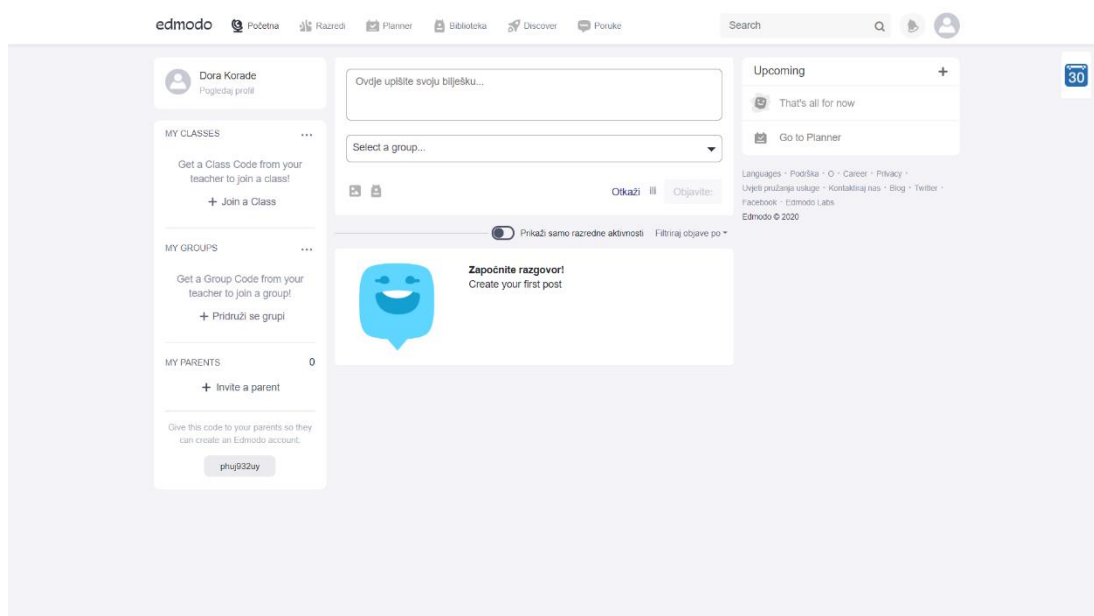 edmodo Početna Razredi Planner Biblioteka Discover Poruke Search
Dora Korade
Pogledaj profil
MY CLASSES
Get a Class Code from your
teacher to join a class!
+ Join a Class
MY GROUPS
Get a Group Code from your
teacher to join a group!
+ Pridruži se grupi
MY PARENTS 0
+ Invite a parent
Give this code to your parents so they
can create an Edmodo account.
phuj932uy
Ovdje upišite svoju bilješku...
Select a group...
Otkaži ili Objavite:
Prikaži samo razredne aktivnosti Filtriraj objave po
Započnite razgovor!
Create your first post
Upcoming +
That's all for now
Go to Planner
Languages · Podrška · O · Career · Privacy ·
Uvjeti pružanja usluge · Kontaktiraj nas · Blog · Twitter ·
Facebook · Edmodo Labs
Edmodo © 2020
30